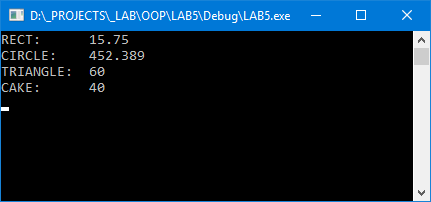 D:\_PROJECTS\_LAB\OOP\LAB5\Debug\LAB5.exe
RECT: 15.75
CIRCLE: 452.389
TRIANGLE: 60
CAKE: 40